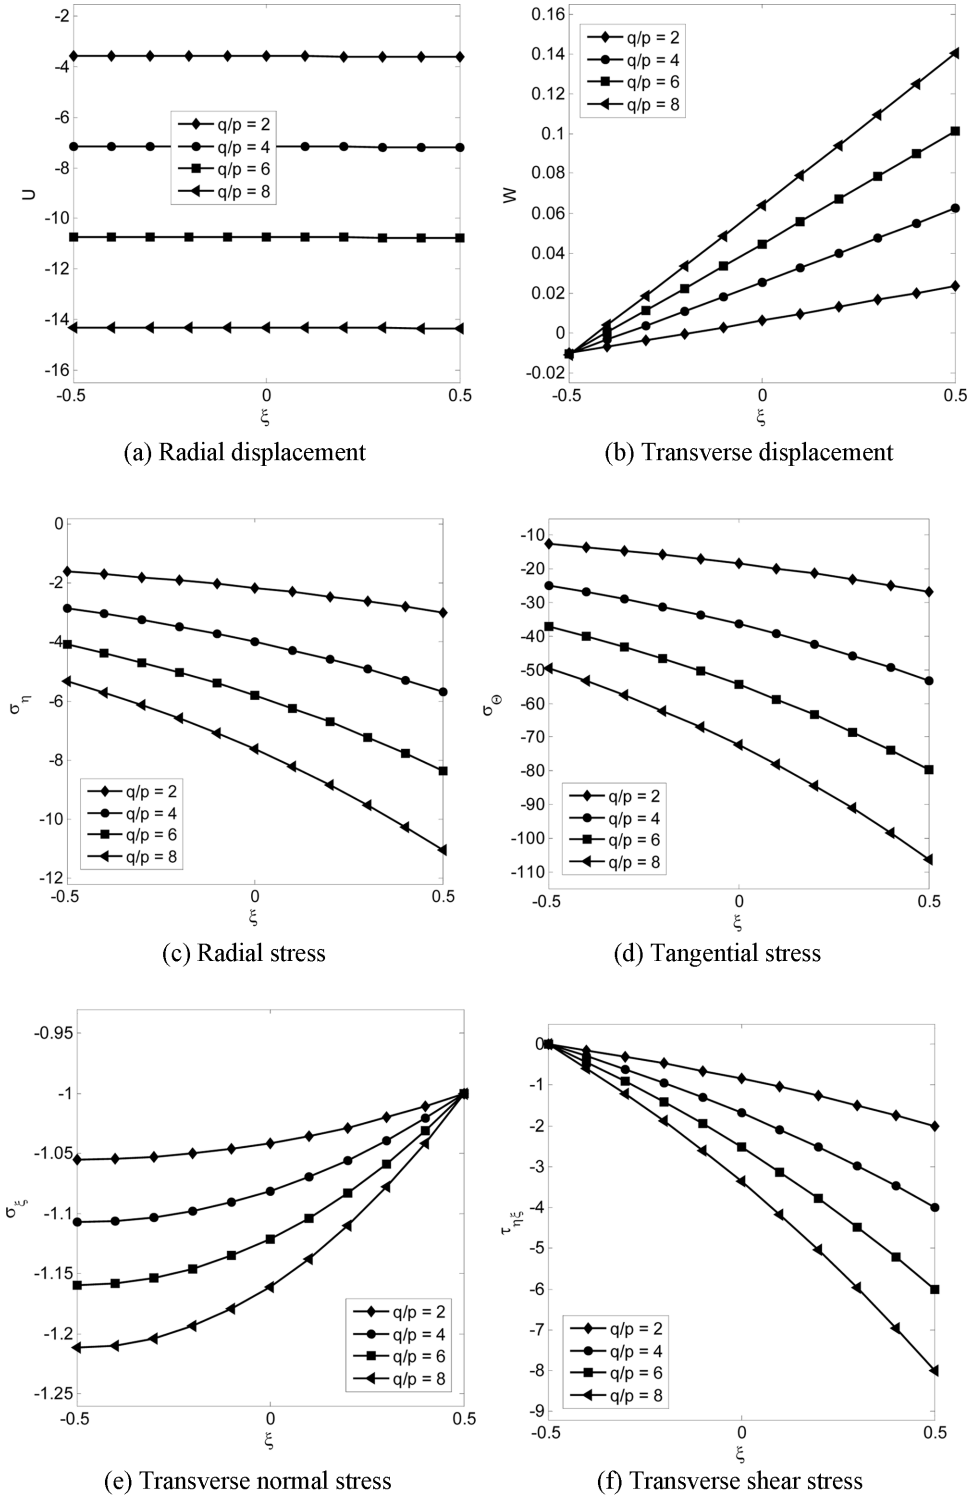 -2
-4
-6
-8
-10
-12
-14
-16
U
q/p = 2
q/p = 4
q/p = 6
q/p = 8
-0.5 0 0.5
ξ
(a) Radial displacement
0.16
0.14
0.12
0.1
0.08
0.06
0.04
0.02
0
-0.02
W
q/p = 2
q/p = 4
q/p = 6
q/p = 8
-0.5 0 0.5
ξ
(b) Transverse displacement
0
-2
-4
-6
-8
-10
-12
σ_η
q/p = 2
q/p = 4
q/p = 6
q/p = 8
-0.5 0 0.5
ξ
(c) Radial stress
-10
-20
-30
-40
-50
-60
-70
-80
-90
-100
-110
σ_Θ
q/p = 2
q/p = 4
q/p = 6
q/p = 8
-0.5 0 0.5
ξ
(d) Tangential stress
-0.95
-1
-1.05
-1.1
-1.15
-1.2
-1.25
σ_ξ
q/p = 2
q/p = 4
q/p = 6
q/p = 8
-0.5 0 0.5
ξ
(e) Transverse normal stress
0
-1
-2
-3
-4
-5
-6
-7
-8
-9
τ_ηξ
q/p = 2
q/p = 4
q/p = 6
q/p = 8
-0.5 0 0.5
ξ
(f) Transverse shear stress